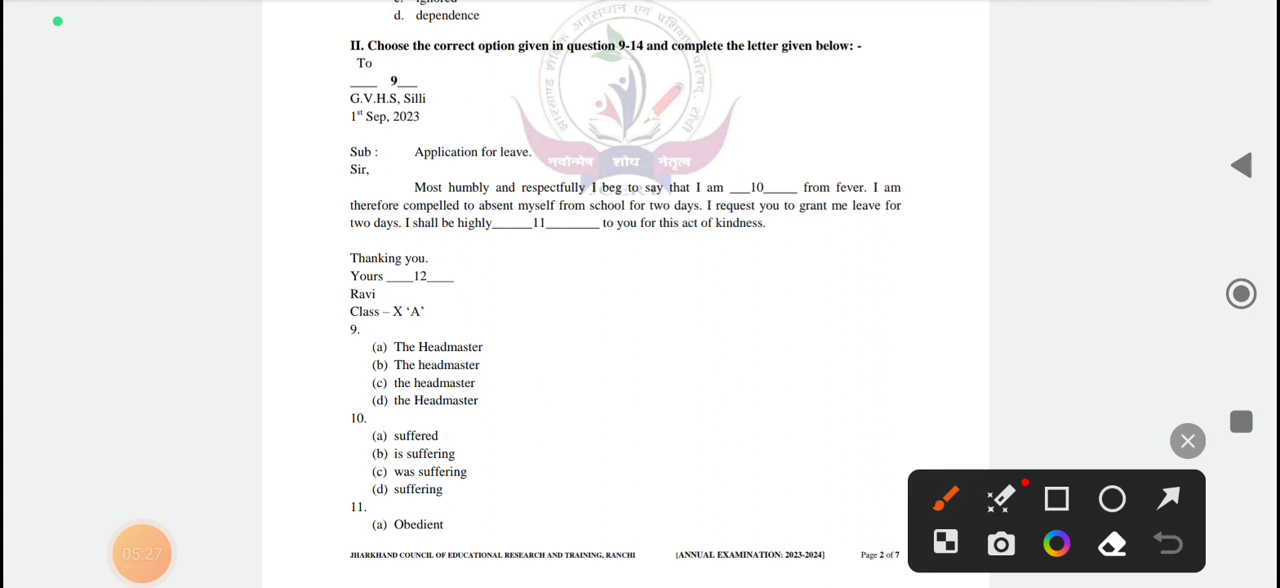 d. dependence
II. Choose the correct option given in question 9-14 and complete the letter given below: -
To
____ 9___
G.V.H.S, Silli
1st Sep, 2023
Sub : Application for leave.
Sir,
Most humbly and respectfully I beg to say that I am ___10_____ from fever. I am
therefore compelled to absent myself from school for two days. I request you to grant me leave for
two days. I shall be highly______11________ to you for this act of kindness.
Thanking you.
Yours ____12____
Ravi
Class – X ‘A’
9.
(a) The Headmaster
(b) The headmaster
(c) the headmaster
(d) the Headmaster
10.
(a) suffered
(b) is suffering
(c) was suffering
(d) suffering
11.
(a) Obedient
JHARKHAND COUNCIL OF EDUCATIONAL RESEARCH AND TRAINING, RANCHI [ANNUAL EXAMINATION: 2023-2024] Page 2 of 7
नवोन्मेष शोध नेतृत्व
05:27